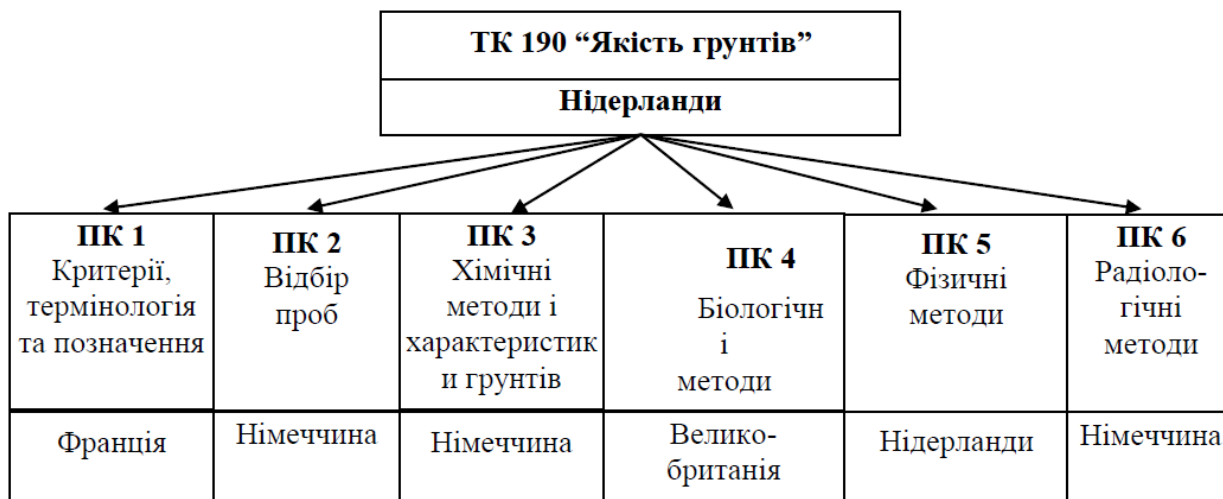 ТК 190 “Якість грунтів”
Нідерланди
ПК 1
Критерії,
термінологія
та позначення
ПК 2
Відбір
проб
ПК 3
Хімічні
методи і
характеристик
и грунтів
ПК 4
Біологічн
і
методи
ПК 5
Фізичні
методи
ПК 6
Радіоло-
гічні
методи
Франція
Німеччина
Німеччина
Велико-
британія
Нідерланди
Німеччина